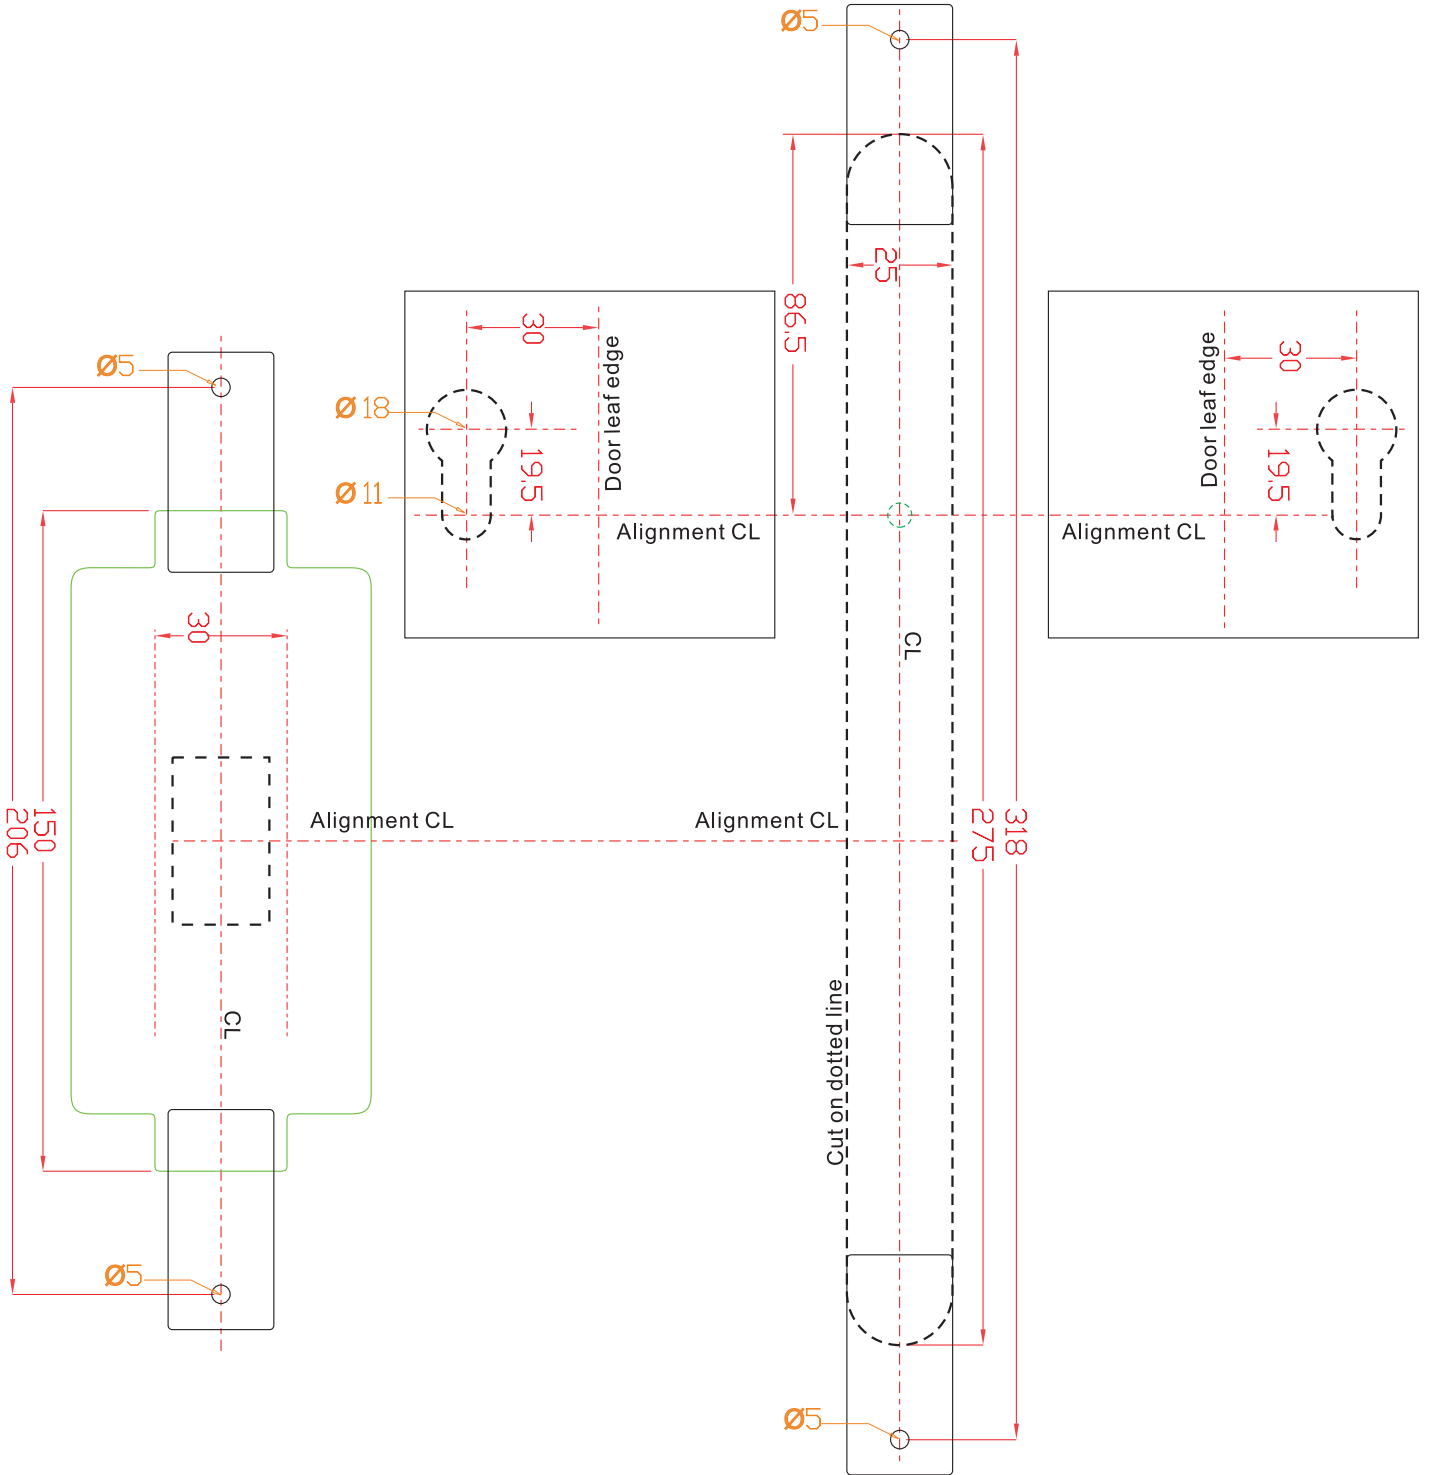 Ø5
Ø5
Ø18
Ø11
30
19.5
Door leaf edge
Alignment CL
86.5
25
30
19.5
Door leaf edge
Alignment CL
CL
30
150
206
Alignment CL
Alignment CL
275
318
CL
Cut on dotted line
Ø5
Ø5